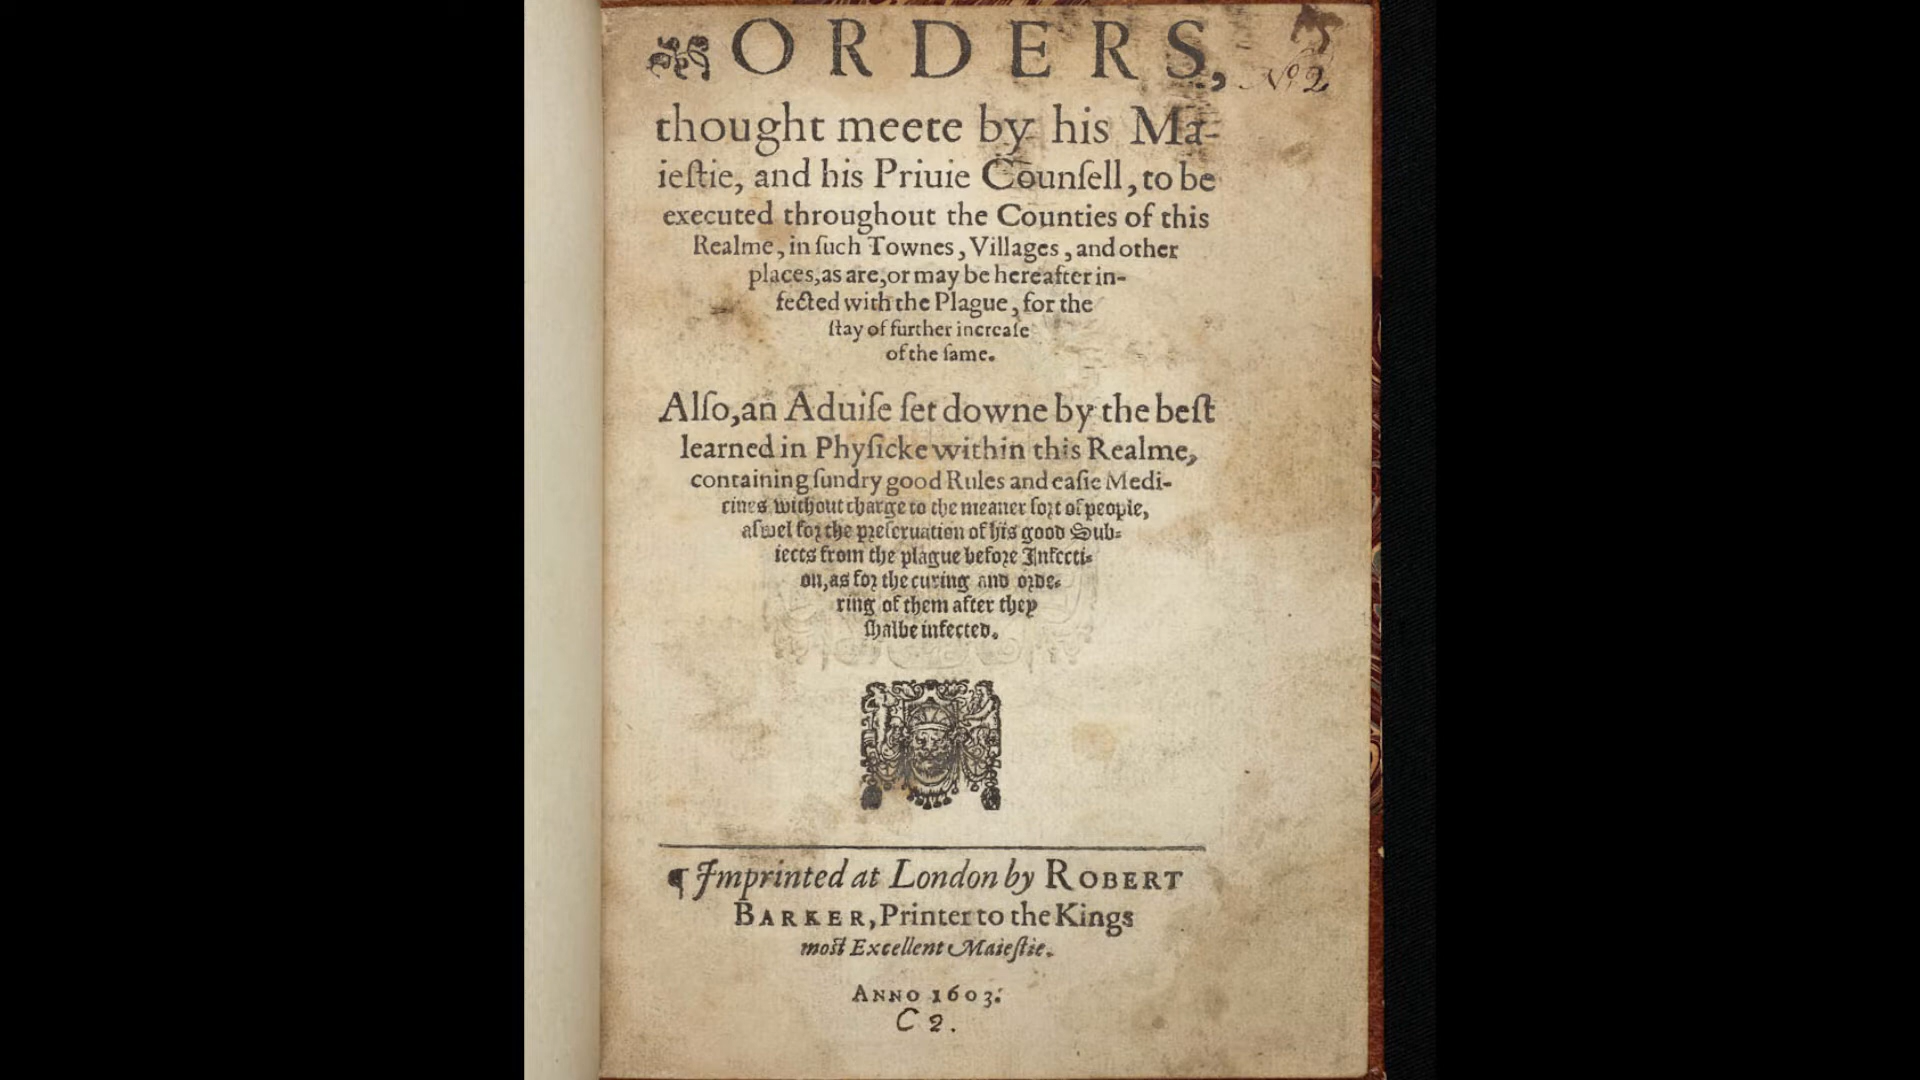 ORDERS,
No 2
thought meete by his Ma-
ieſtie, and his Priuie Counſell, to be
executed throughout the Counties of this
Realme, in ſuch Townes, Villages, and other
places, as are, or may be hereafter in-
fected with the Plague, for the
ſtay of further increaſe
of the ſame.
Alſo, an Aduiſe ſet downe by the beſt
learned in Phyſicke within this Realme,
containing ſundry good Rules and eaſie Medi-
cines without charge to the meaner ſort of people,
aſwel for the preſeruation of his good Sub-
iects from the plague before Infecti-
on, as for the curing and orde-
ring of them after they
ſhalbe infected.
¶ Imprinted at London by ROBERT
BARKER, Printer to the Kings
moſt Excellent Maieſtie.
ANNO 1603.
C 2.